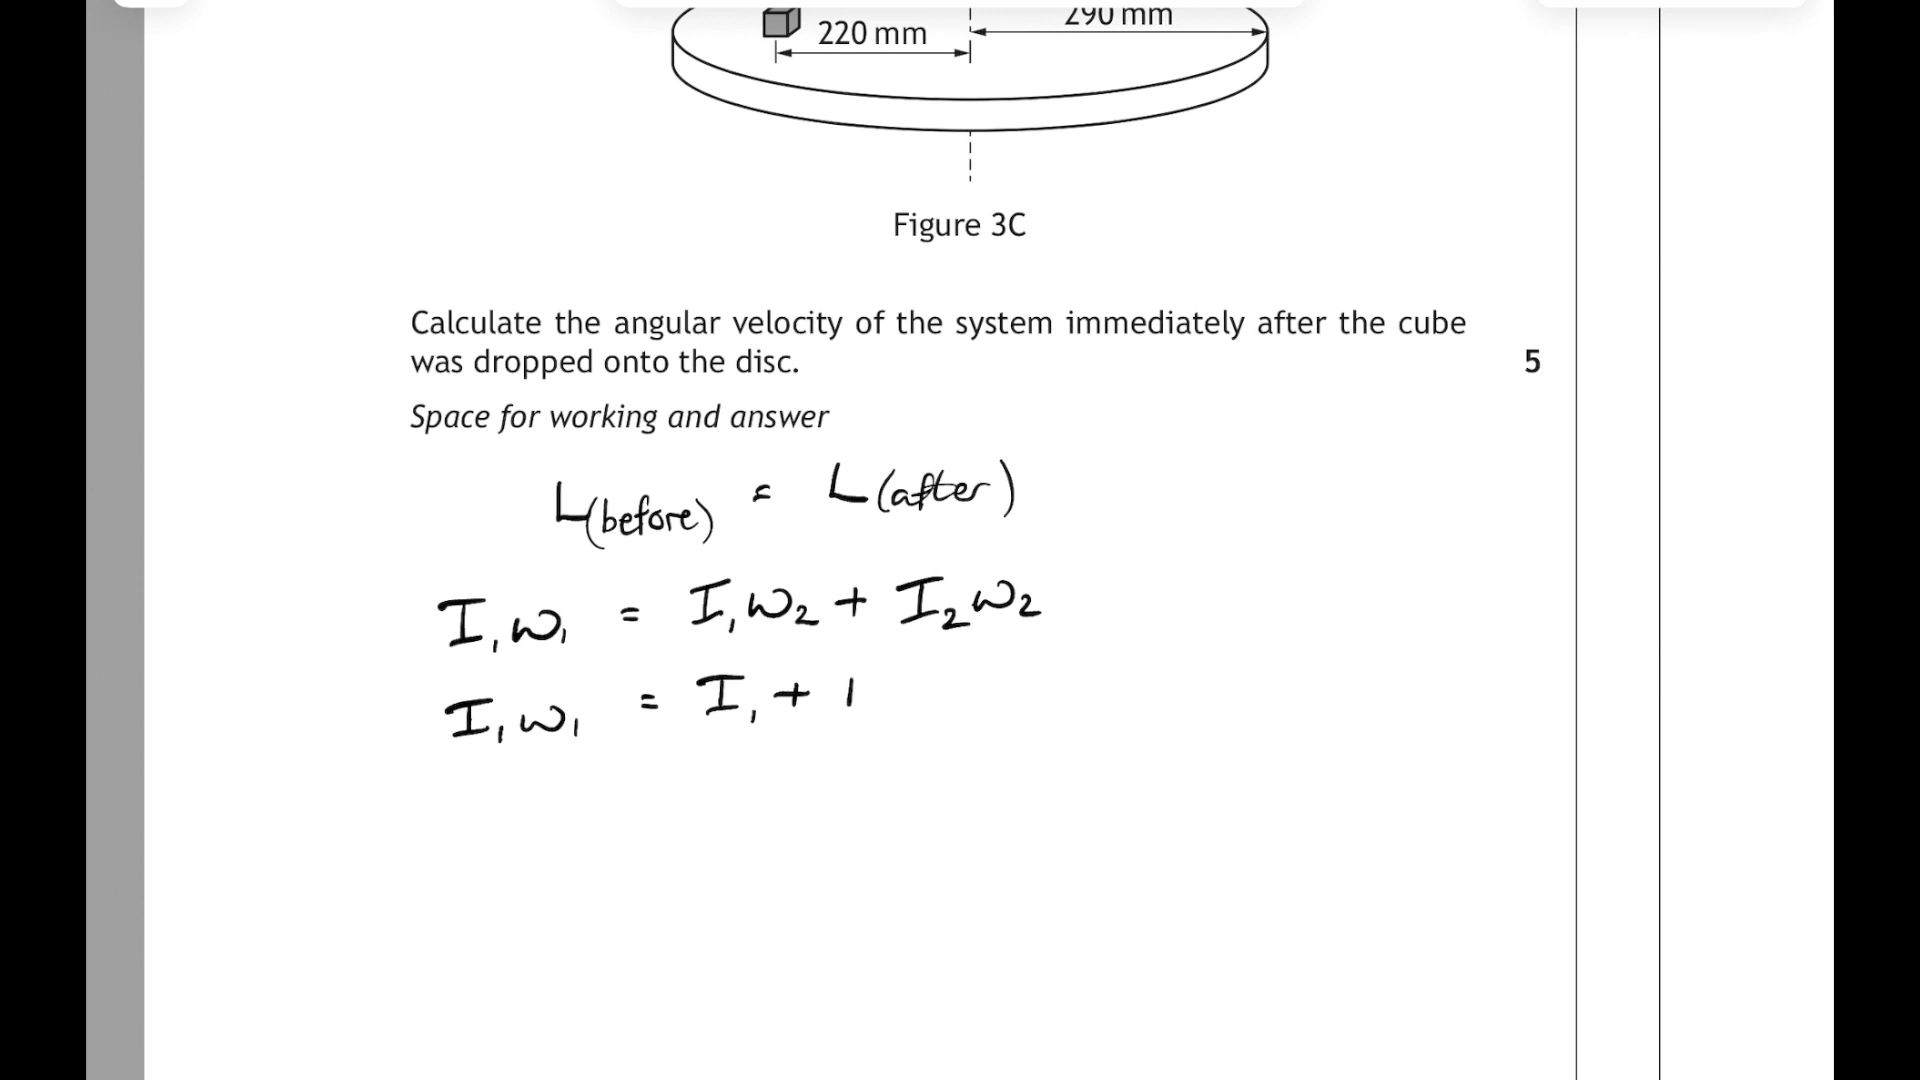 220 mm
290 mm
Figure 3C
Calculate the angular velocity of the system immediately after the cube
was dropped onto the disc.
5
Space for working and answer
L(before) = L(after)
I₁ω₁ = I₁ω₂ + I₂ω₂
I₁ω₁ = I₁ + I